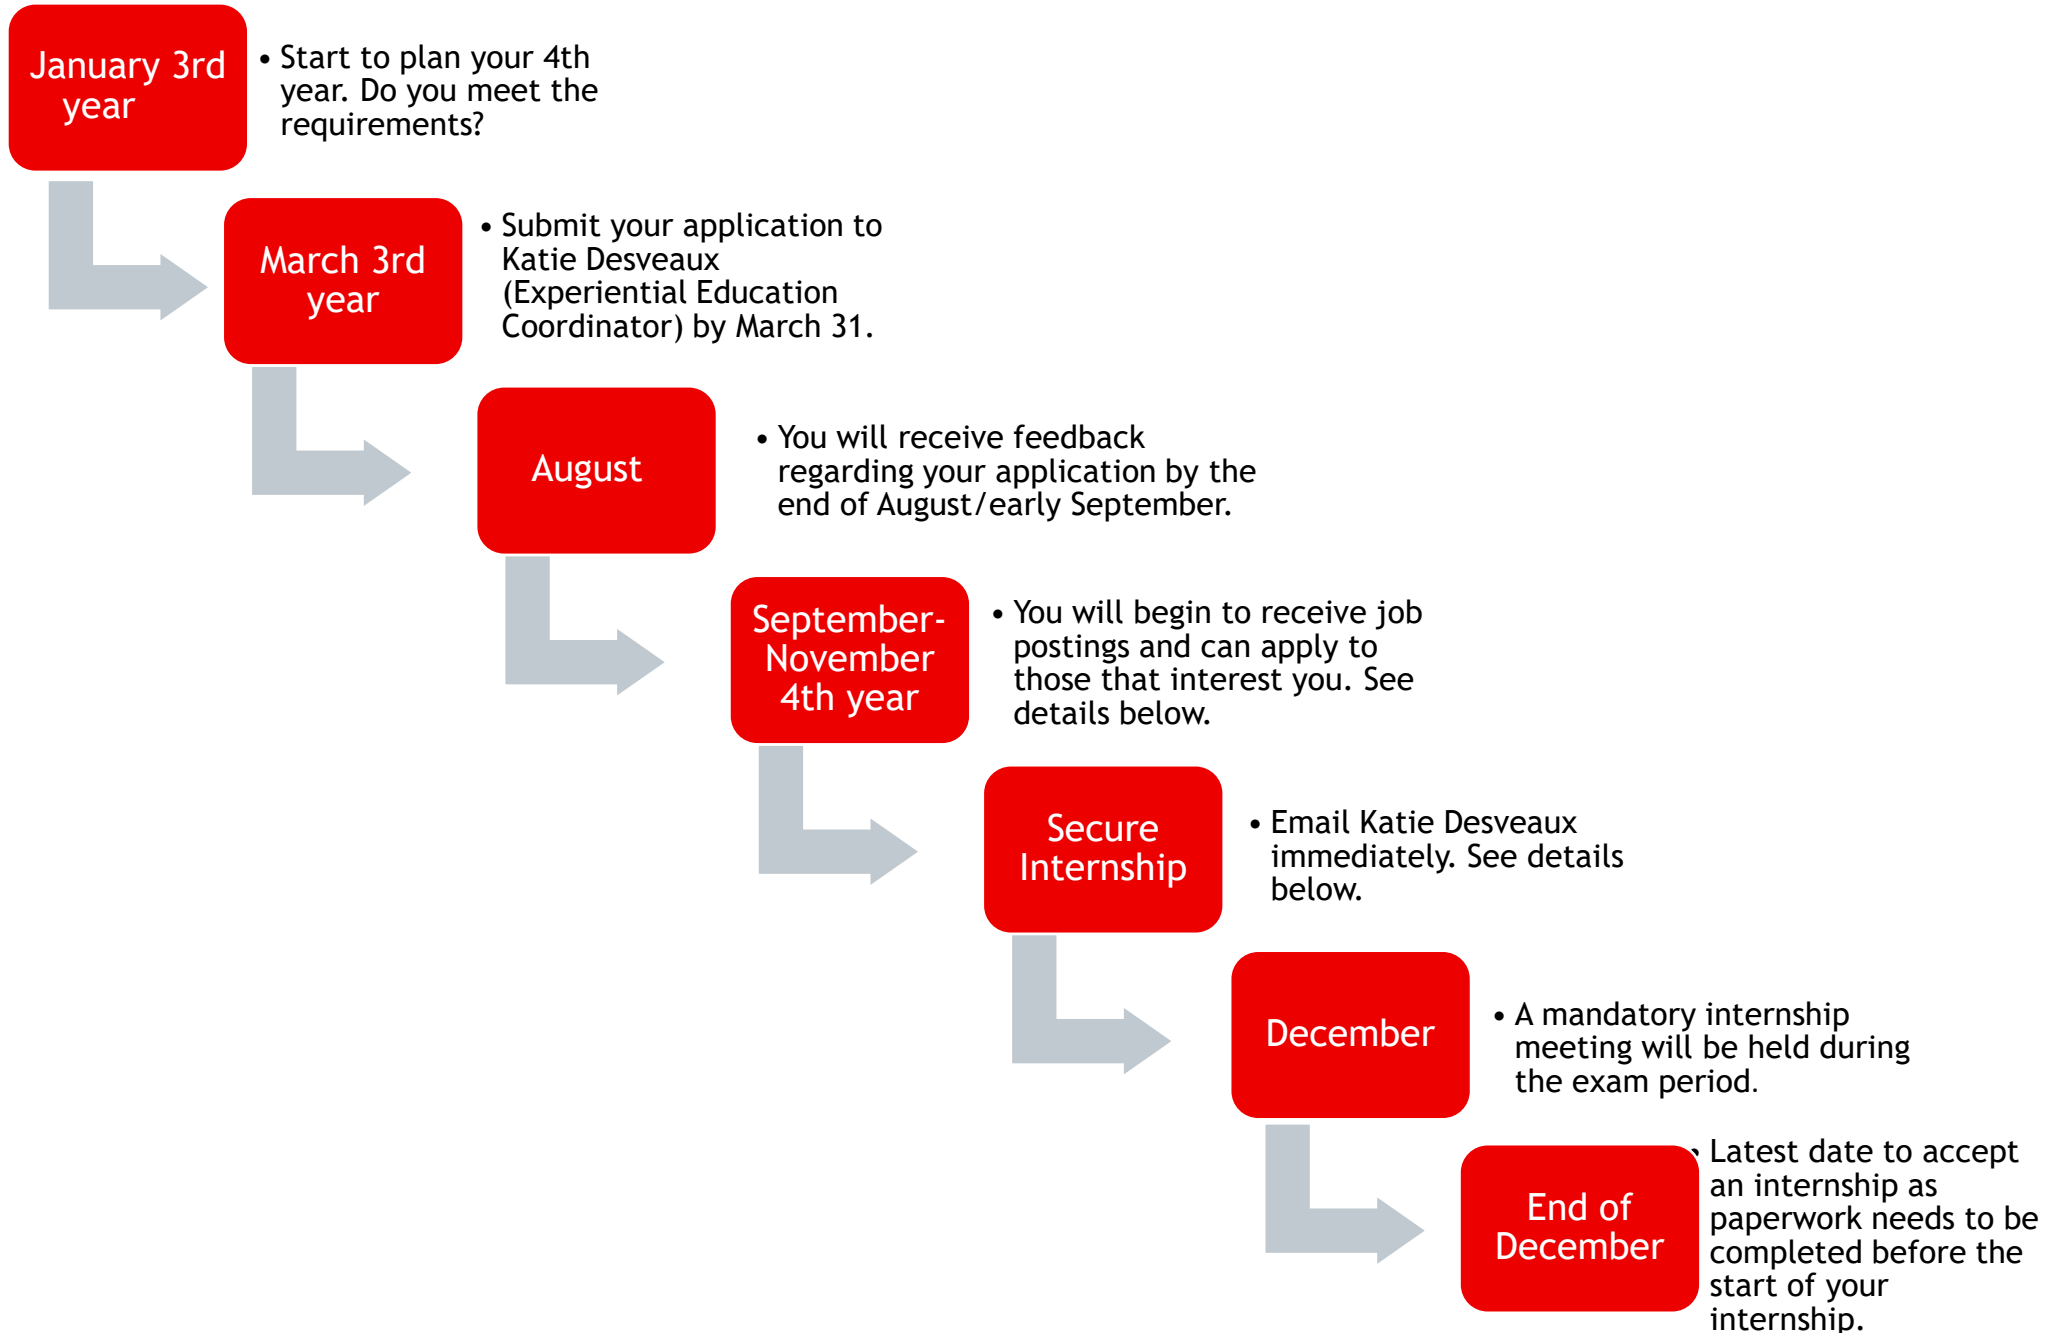 January 3rd
year
• Start to plan your 4th
year. Do you meet the
requirements?
March 3rd
year
• Submit your application to
Katie Desveaux
(Experiential Education
Coordinator) by March 31.
August
• You will receive feedback
regarding your application by the
end of August/early September.
September-
November
4th year
• You will begin to receive job
postings and can apply to
those that interest you. See
details below.
Secure
Internship
• Email Katie Desveaux
immediately. See details
below.
December
• A mandatory internship
meeting will be held during
the exam period.
End of
December
• Latest date to accept
an internship as
paperwork needs to be
completed before the
start of your
internship.